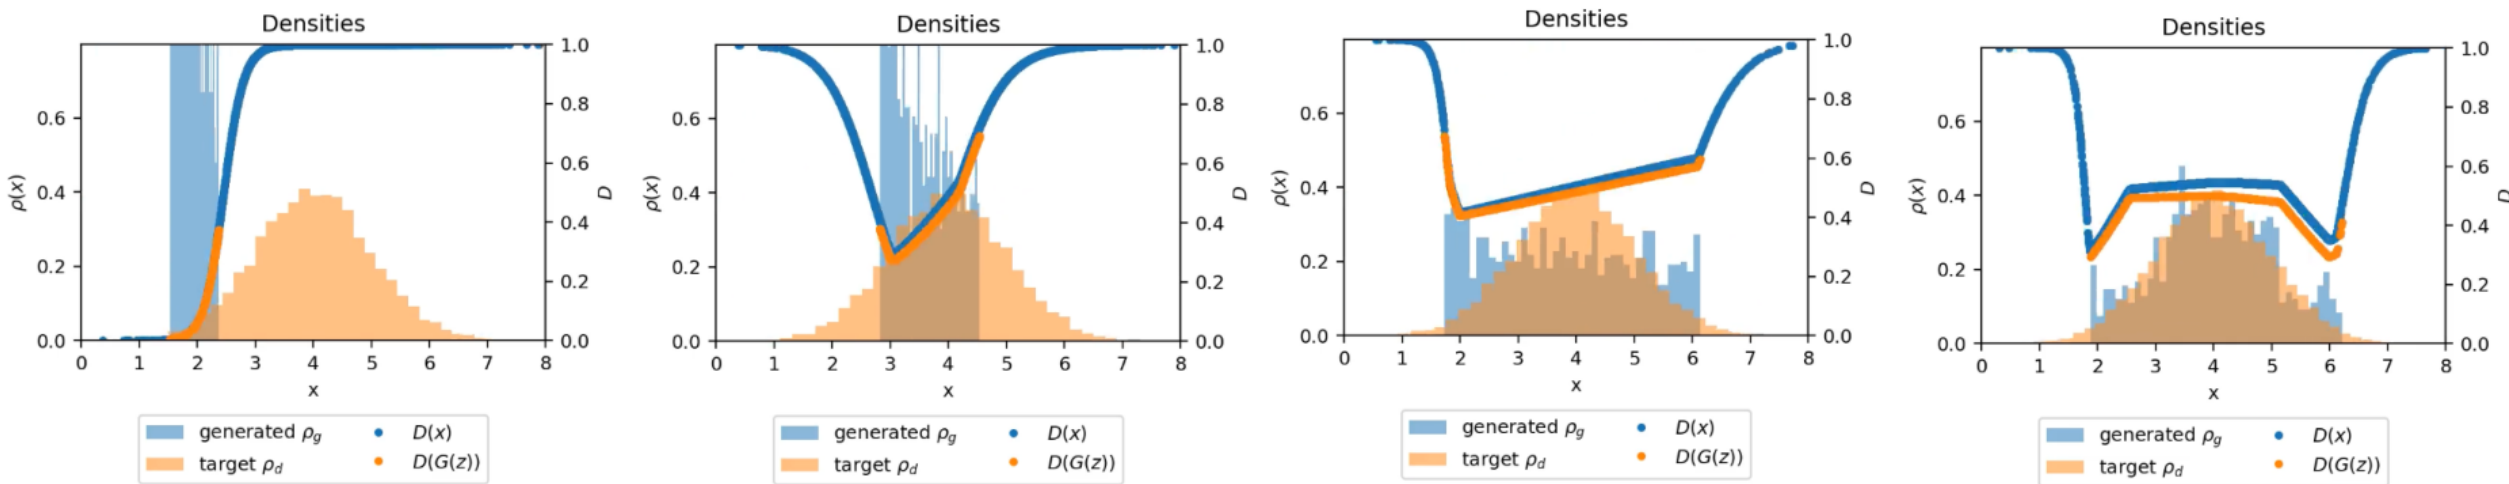 Densities
1.0
0.8
0.6
0.6
0.4
0.4
0.2
0.2
0.0
0.0
ρ(x)
D
0 1 2 3 4 5 6 7 8
x
generated ρg D(x)
target ρd D(G(z))
Densities
1.0
0.8
0.6
0.6
0.4
0.4
0.2
0.2
0.0
0.0
ρ(x)
D
0 1 2 3 4 5 6 7 8
x
generated ρg D(x)
target ρd D(G(z))
Densities
1.0
0.8
0.6
0.6
0.4
0.4
0.2
0.2
0.0
0.0
ρ(x)
D
0 1 2 3 4 5 6 7 8
x
generated ρg D(x)
target ρd D(G(z))
Densities
1.0
0.8
0.6
0.6
0.4
0.4
0.2
0.2
0.0
0.0
ρ(x)
D
0 1 2 3 4 5 6 7 8
x
generated ρg D(x)
target ρd D(G(z))